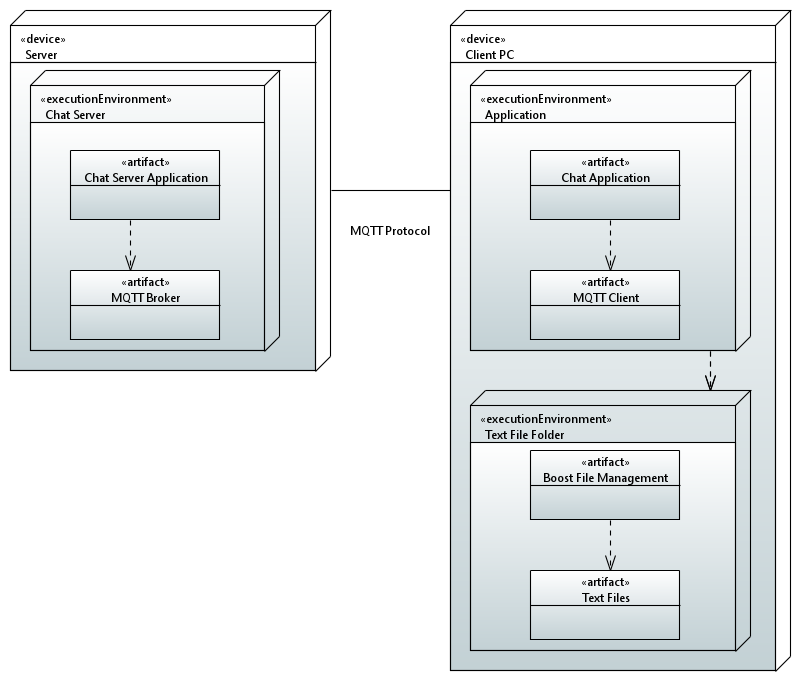 «device»
Server
«executionEnvironment»
Chat Server
«artifact»
Chat Server Application
«artifact»
MQTT Broker
MQTT Protocol
«device»
Client PC
«executionEnvironment»
Application
«artifact»
Chat Application
«artifact»
MQTT Client
«executionEnvironment»
Text File Folder
«artifact»
Boost File Management
«artifact»
Text Files